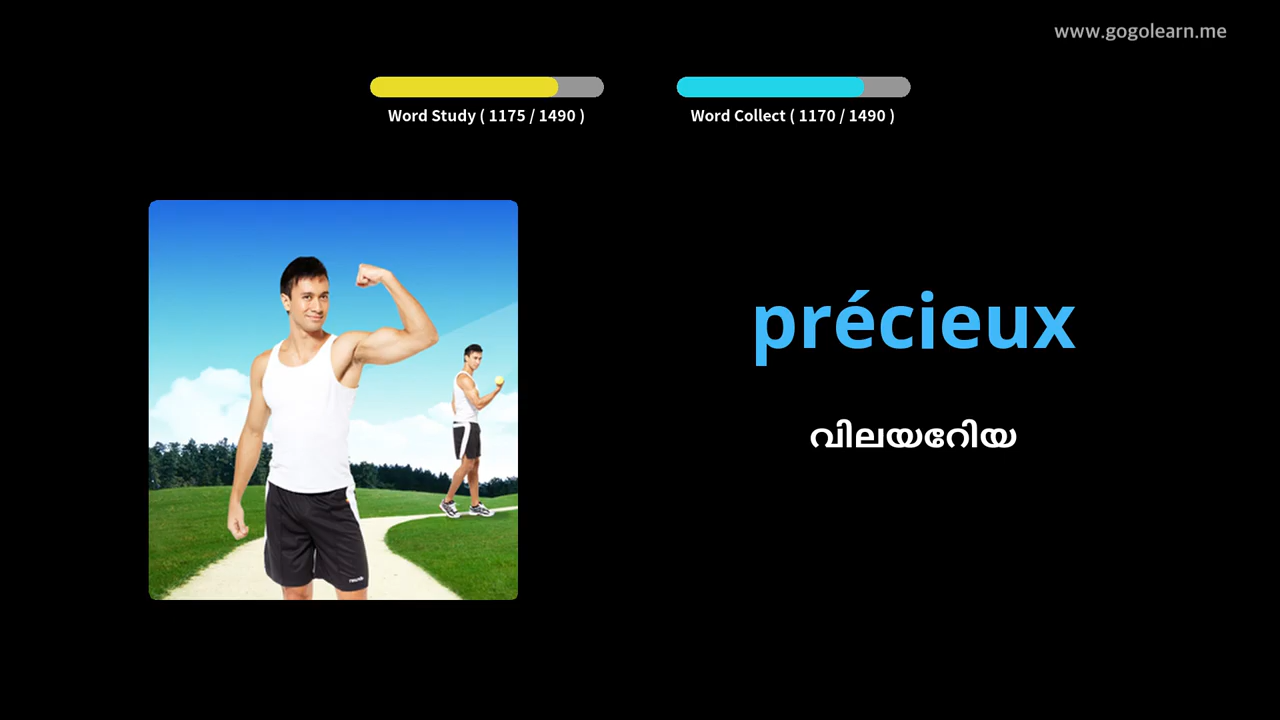 www.gogolearn.me
Word Study ( 1175 / 1490 )
Word Collect ( 1170 / 1490 )
précieux
വിലയേറിയ